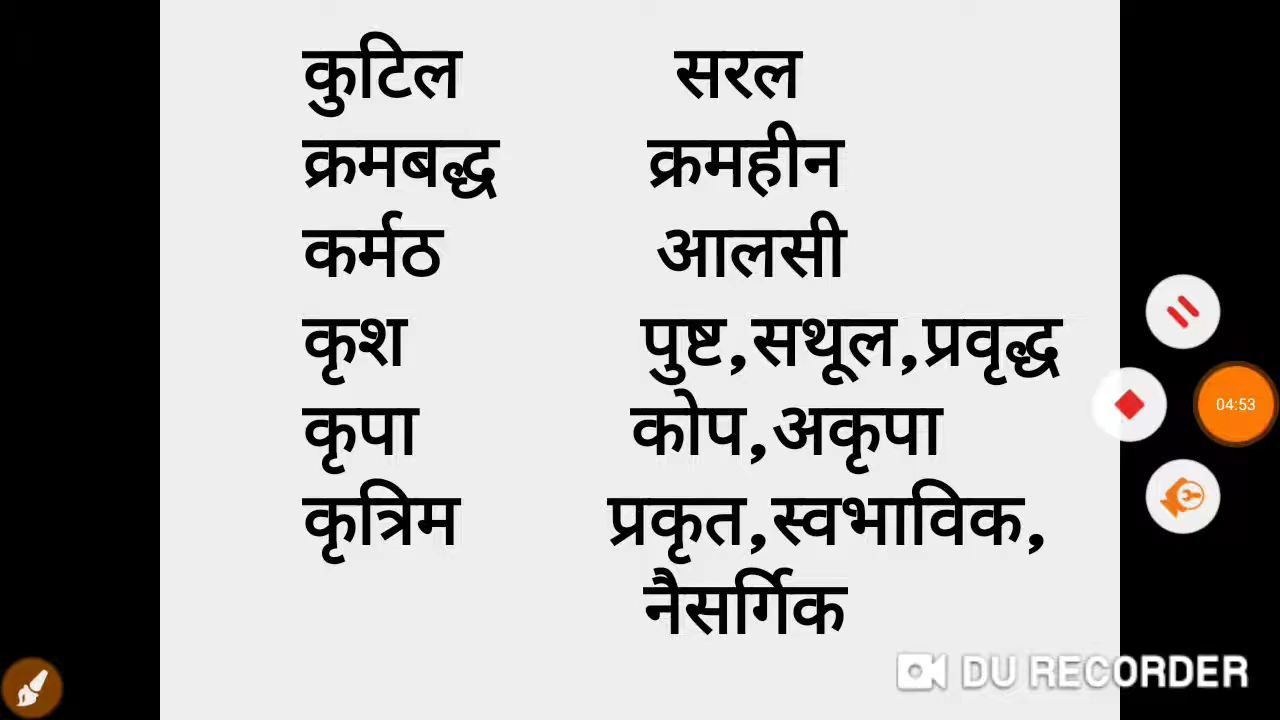 कुटिल सरल
क्रमबद्ध क्रमहीन
कर्मठ आलसी
कृश पुष्ट,सथूल,प्रवृद्ध
कृपा कोप,अकृपा
कृत्रिम प्रकृत,स्वभाविक,
नैसर्गिक
04:53
DU RECORDER